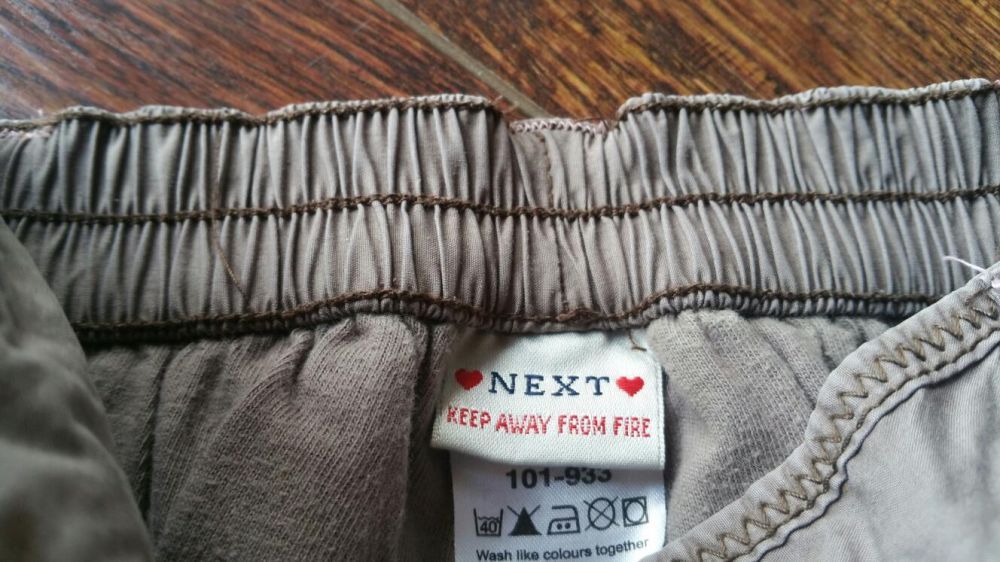 NEXT
KEEP AWAY FROM FIRE
101-933
40
Wash like colours together